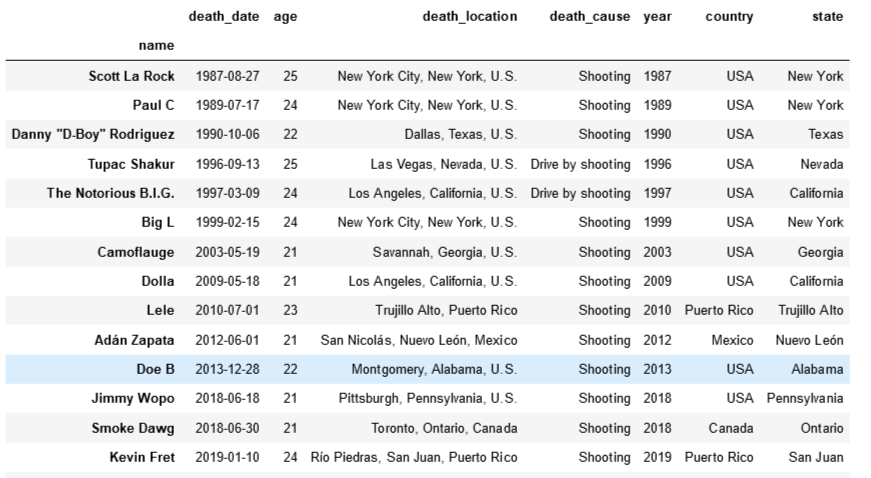 death_date age death_location death_cause year country state
name
Scott La Rock 1987-08-27 25 New York City, New York, U.S. Shooting 1987 USA New York
Paul C 1989-07-17 24 New York City, New York, U.S. Shooting 1989 USA New York
Danny "D-Boy" Rodriguez 1990-10-06 22 Dallas, Texas, U.S. Shooting 1990 USA Texas
Tupac Shakur 1996-09-13 25 Las Vegas, Nevada, U.S. Drive by shooting 1996 USA Nevada
The Notorious B.I.G. 1997-03-09 24 Los Angeles, California, U.S. Drive by shooting 1997 USA California
Big L 1999-02-15 24 New York City, New York, U.S. Shooting 1999 USA New York
Camoflauge 2003-05-19 21 Savannah, Georgia, U.S. Shooting 2003 USA Georgia
Dolla 2009-05-18 21 Los Angeles, California, U.S. Shooting 2009 USA California
Lele 2010-07-01 23 Trujillo Alto, Puerto Rico Shooting 2010 Puerto Rico Trujillo Alto
Adán Zapata 2012-06-01 21 San Nicolás, Nuevo León, Mexico Shooting 2012 Mexico Nuevo León
Doe B 2013-12-28 22 Montgomery, Alabama, U.S. Shooting 2013 USA Alabama
Jimmy Wopo 2018-06-18 21 Pittsburgh, Pennsylvania, U.S. Shooting 2018 USA Pennsylvania
Smoke Dawg 2018-06-30 21 Toronto, Ontario, Canada Shooting 2018 Canada Ontario
Kevin Fret 2019-01-10 24 Río Piedras, San Juan, Puerto Rico Shooting 2019 Puerto Rico San Juan